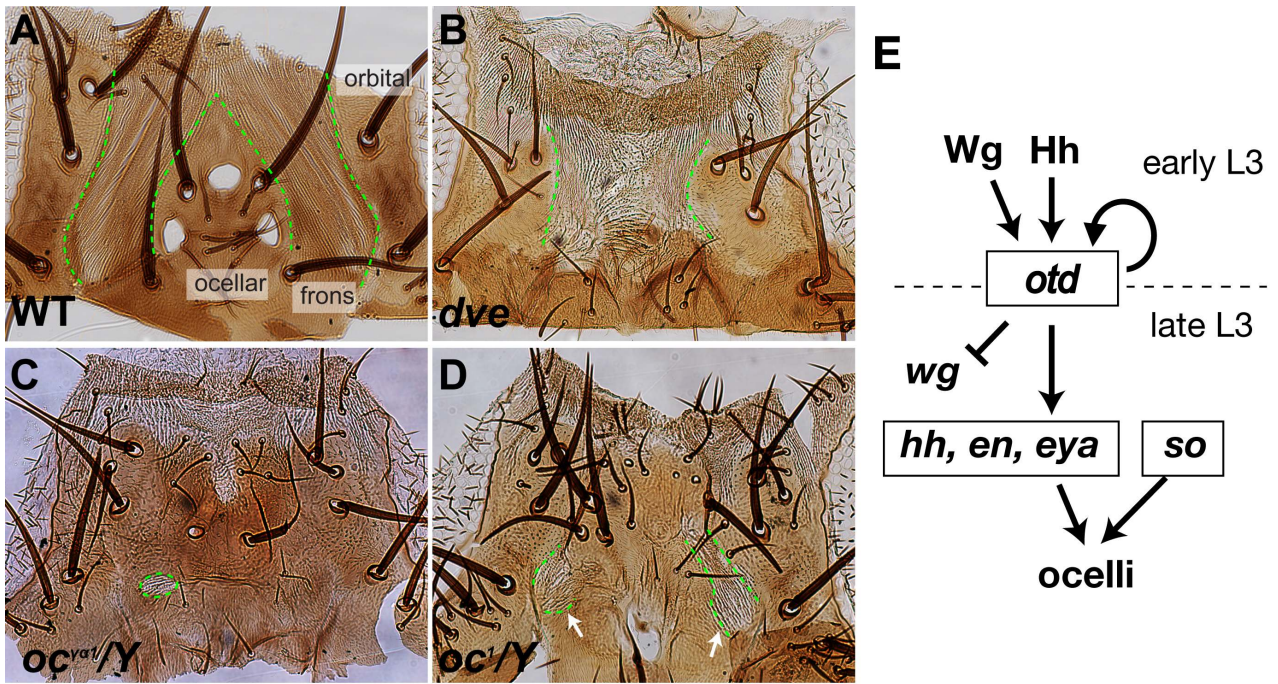 A
orbital
ocellar
frons
WT
B
dve
C
oc^γα1/Y
D
oc^1/Y
E
Wg Hh
early L3
otd
late L3
wg
hh, en, eya
so
ocelli